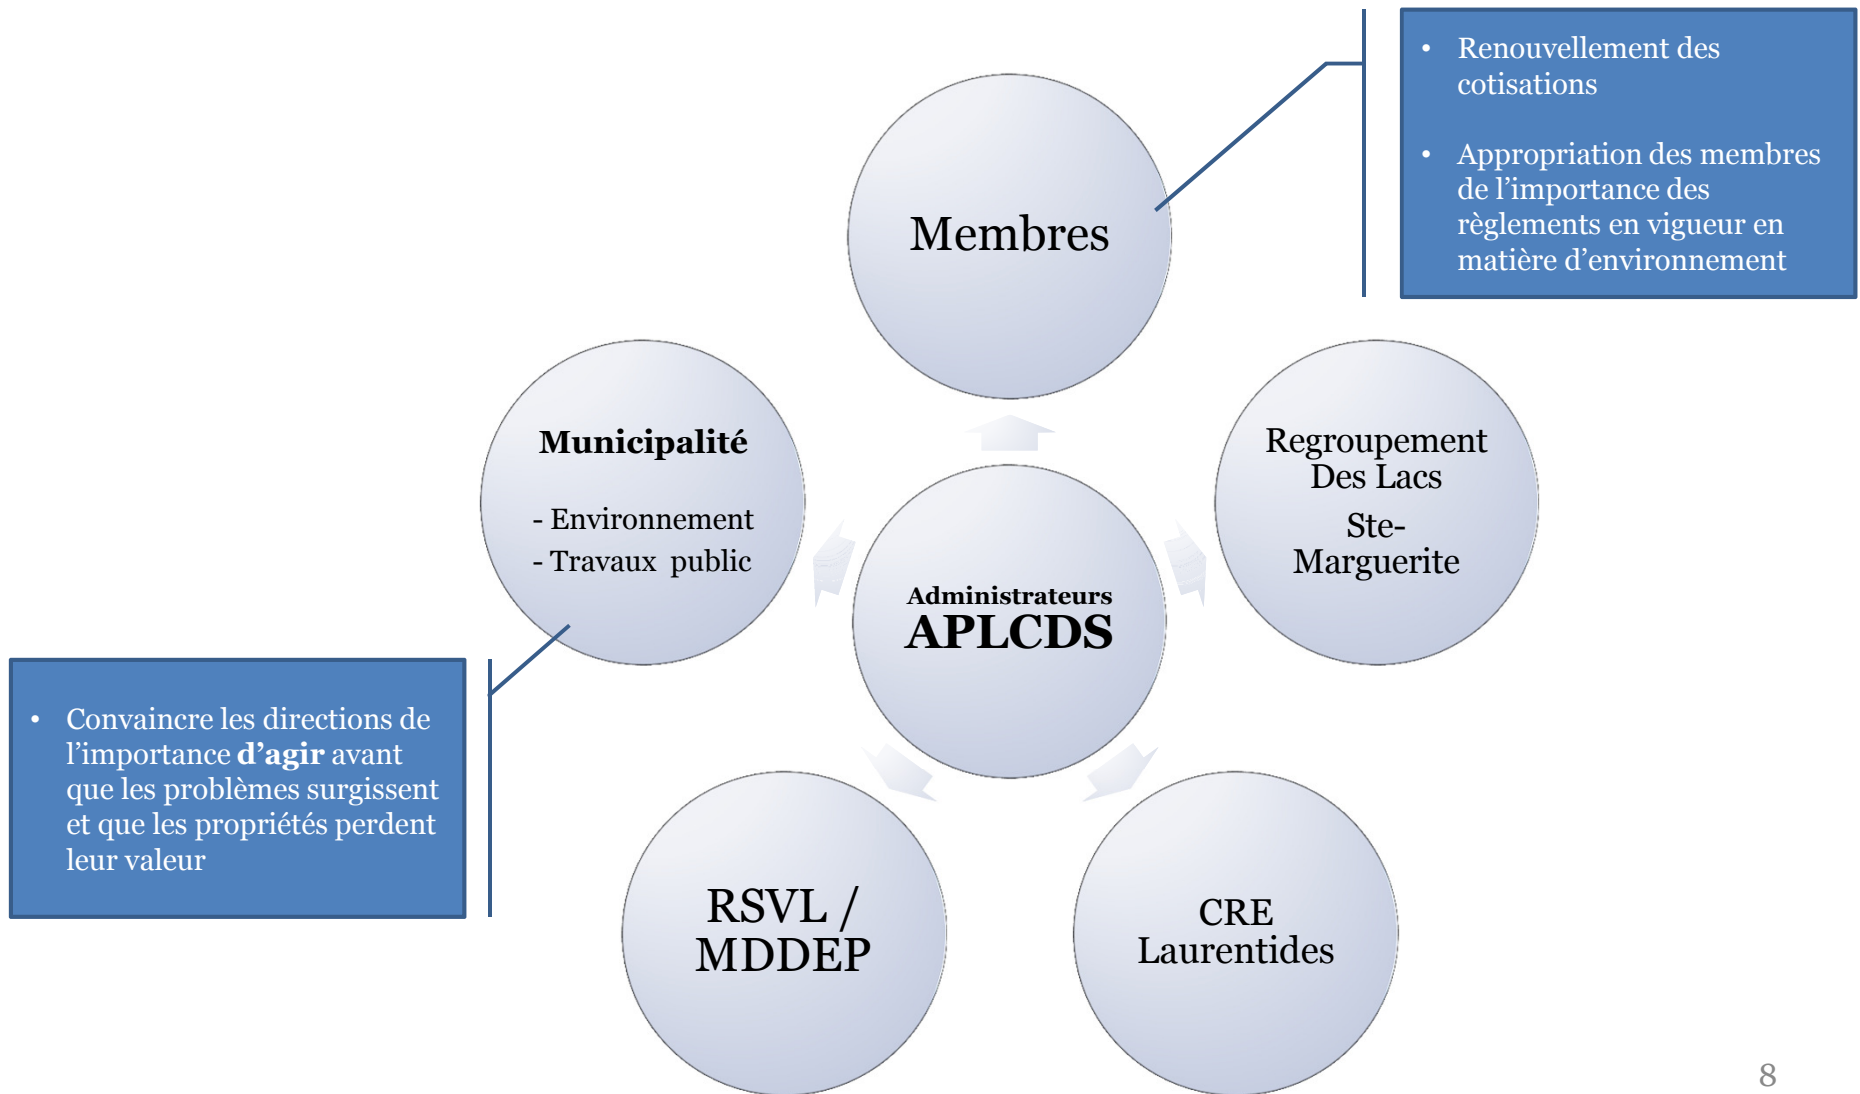 • Renouvellement des
cotisations
• Appropriation des membres
de l’importance des
règlements en vigueur en
matière d’environnement
Membres
Municipalité
- Environnement
- Travaux public
Regroupement
Des Lacs
Ste-
Marguerite
Administrateurs
APLCDS
• Convaincre les directions de
l’importance d’agir avant
que les problèmes surgissent
et que les propriétés perdent
leur valeur
RSVL /
MDDEP
CRE
Laurentides
8